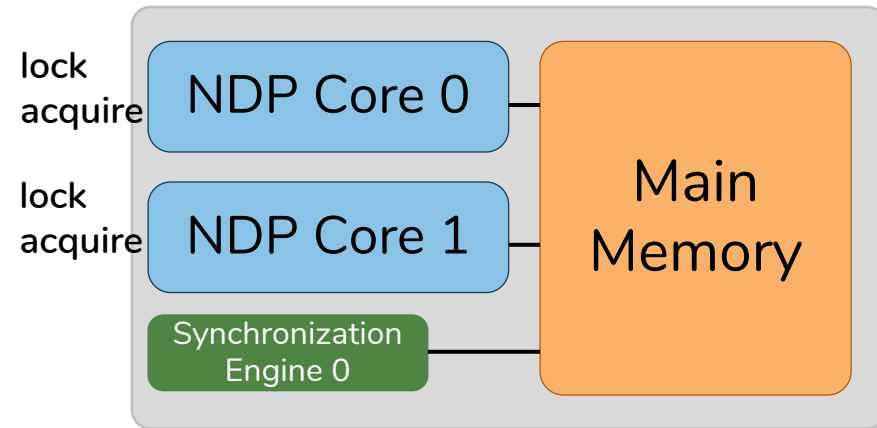 lock
acquire
NDP Core 0
lock
acquire
NDP Core 1
Synchronization
Engine 0
Main
Memory